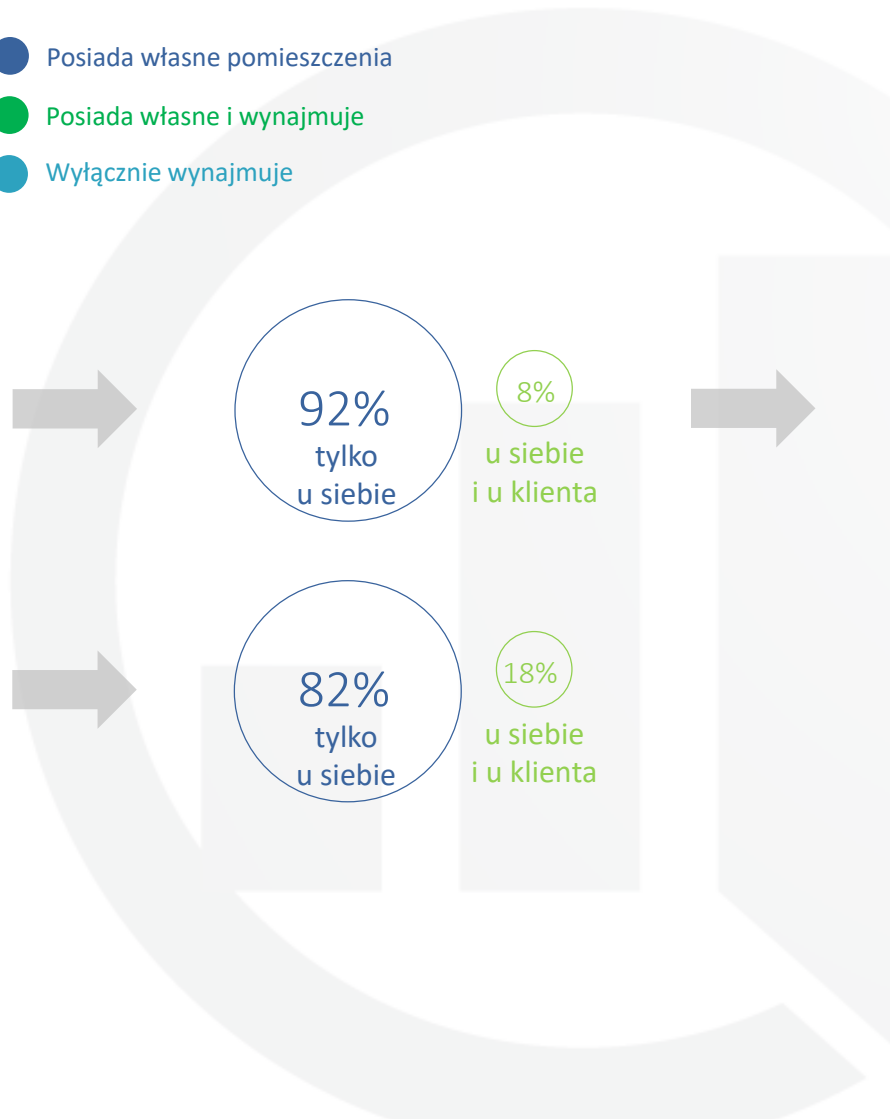 Posiada własne pomieszczenia
Posiada własne i wynajmuje
Wyłącznie wynajmuje
92%
tylko
u siebie
8%
u siebie
i u klienta
82%
tylko
u siebie
18%
u siebie
i u klienta